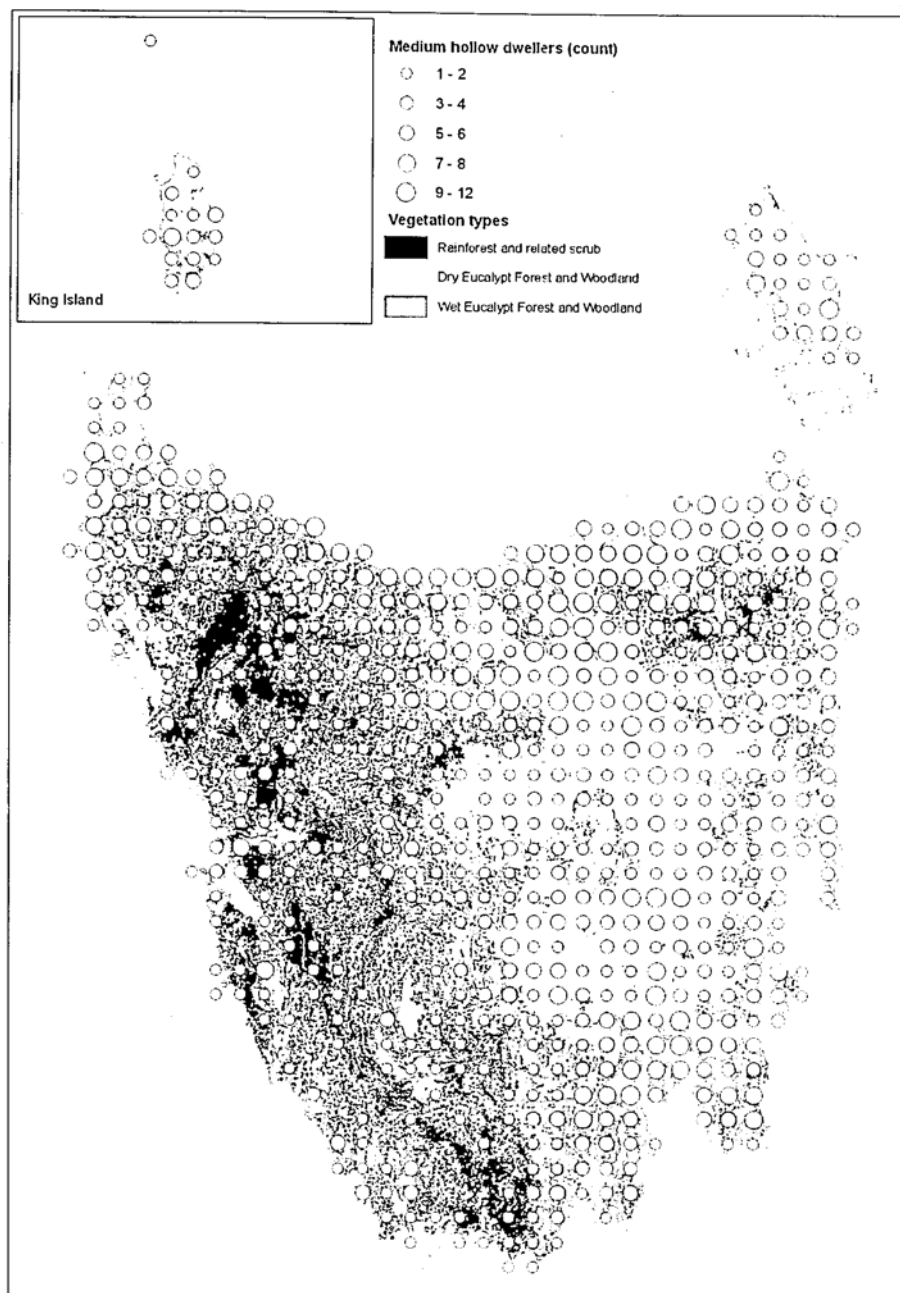 Medium hollow dwellers (count)
1 - 2
3 - 4
5 - 6
7 - 8
9 - 12
Vegetation types
Rainforest and related scrub
Dry Eucalypt Forest and Woodland
Wet Eucalypt Forest and Woodland
King Island